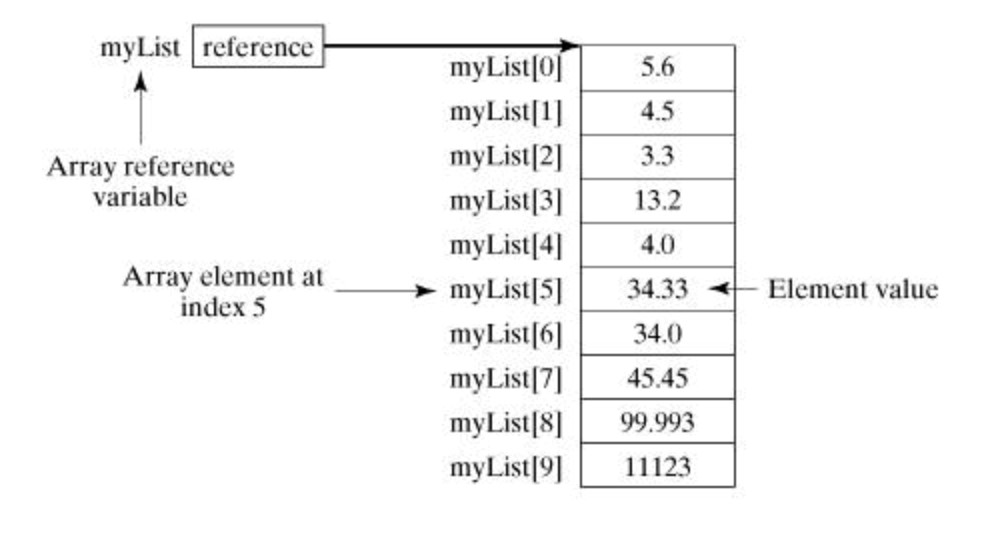 myList reference
myList[0] 5.6
myList[1] 4.5
myList[2] 3.3
Array reference
variable
myList[3] 13.2
myList[4] 4.0
Array element at
index 5
myList[5] 34.33 Element value
myList[6] 34.0
myList[7] 45.45
myList[8] 99.993
myList[9] 11123